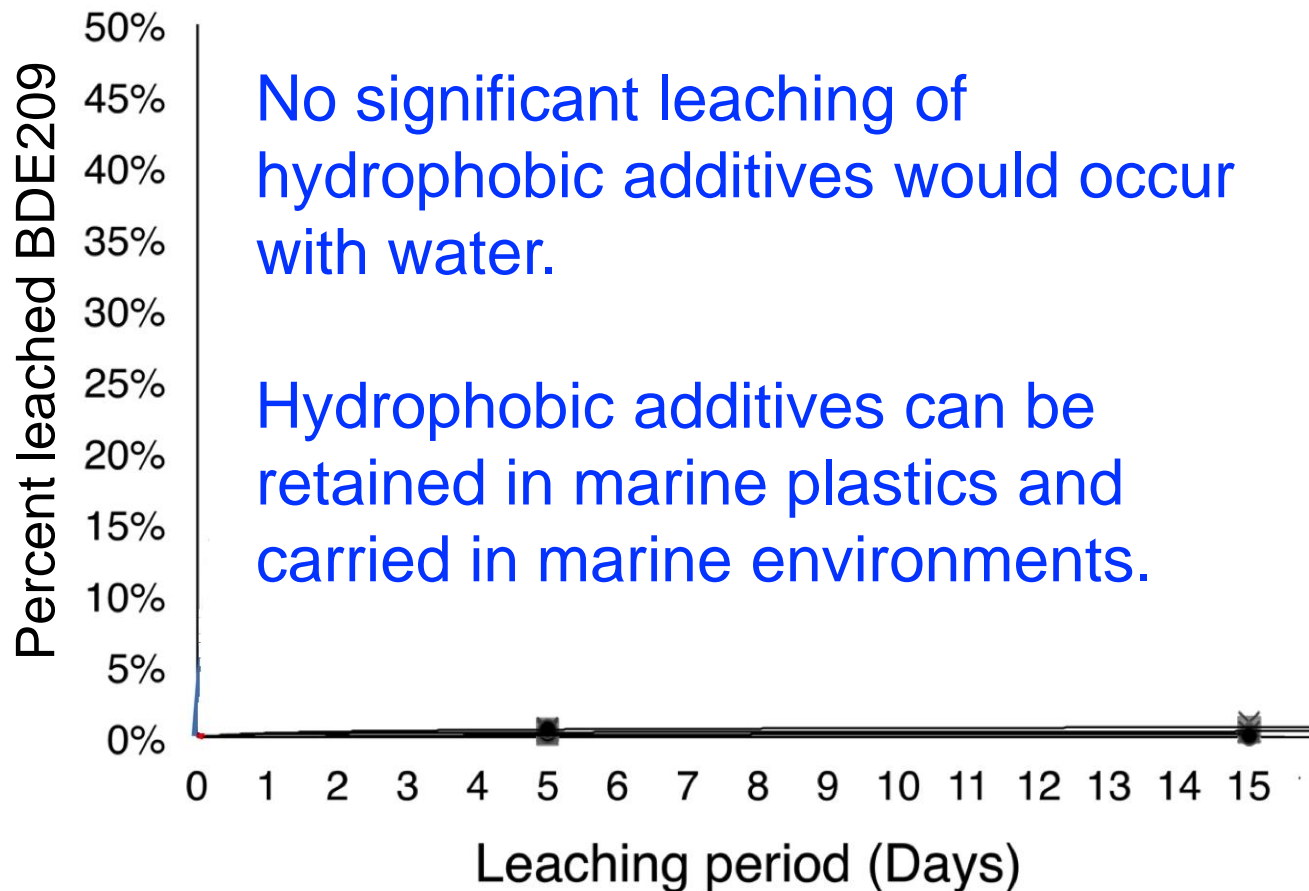 Percent leached BDE209
50%
45%
40%
35%
30%
25%
20%
15%
10%
5%
0%
No significant leaching of
hydrophobic additives would occur
with water.
Hydrophobic additives can be
retained in marine plastics and
carried in marine environments.
0 1 2 3 4 5 6 7 8 9 10 11 12 13 14 15
Leaching period (Days)